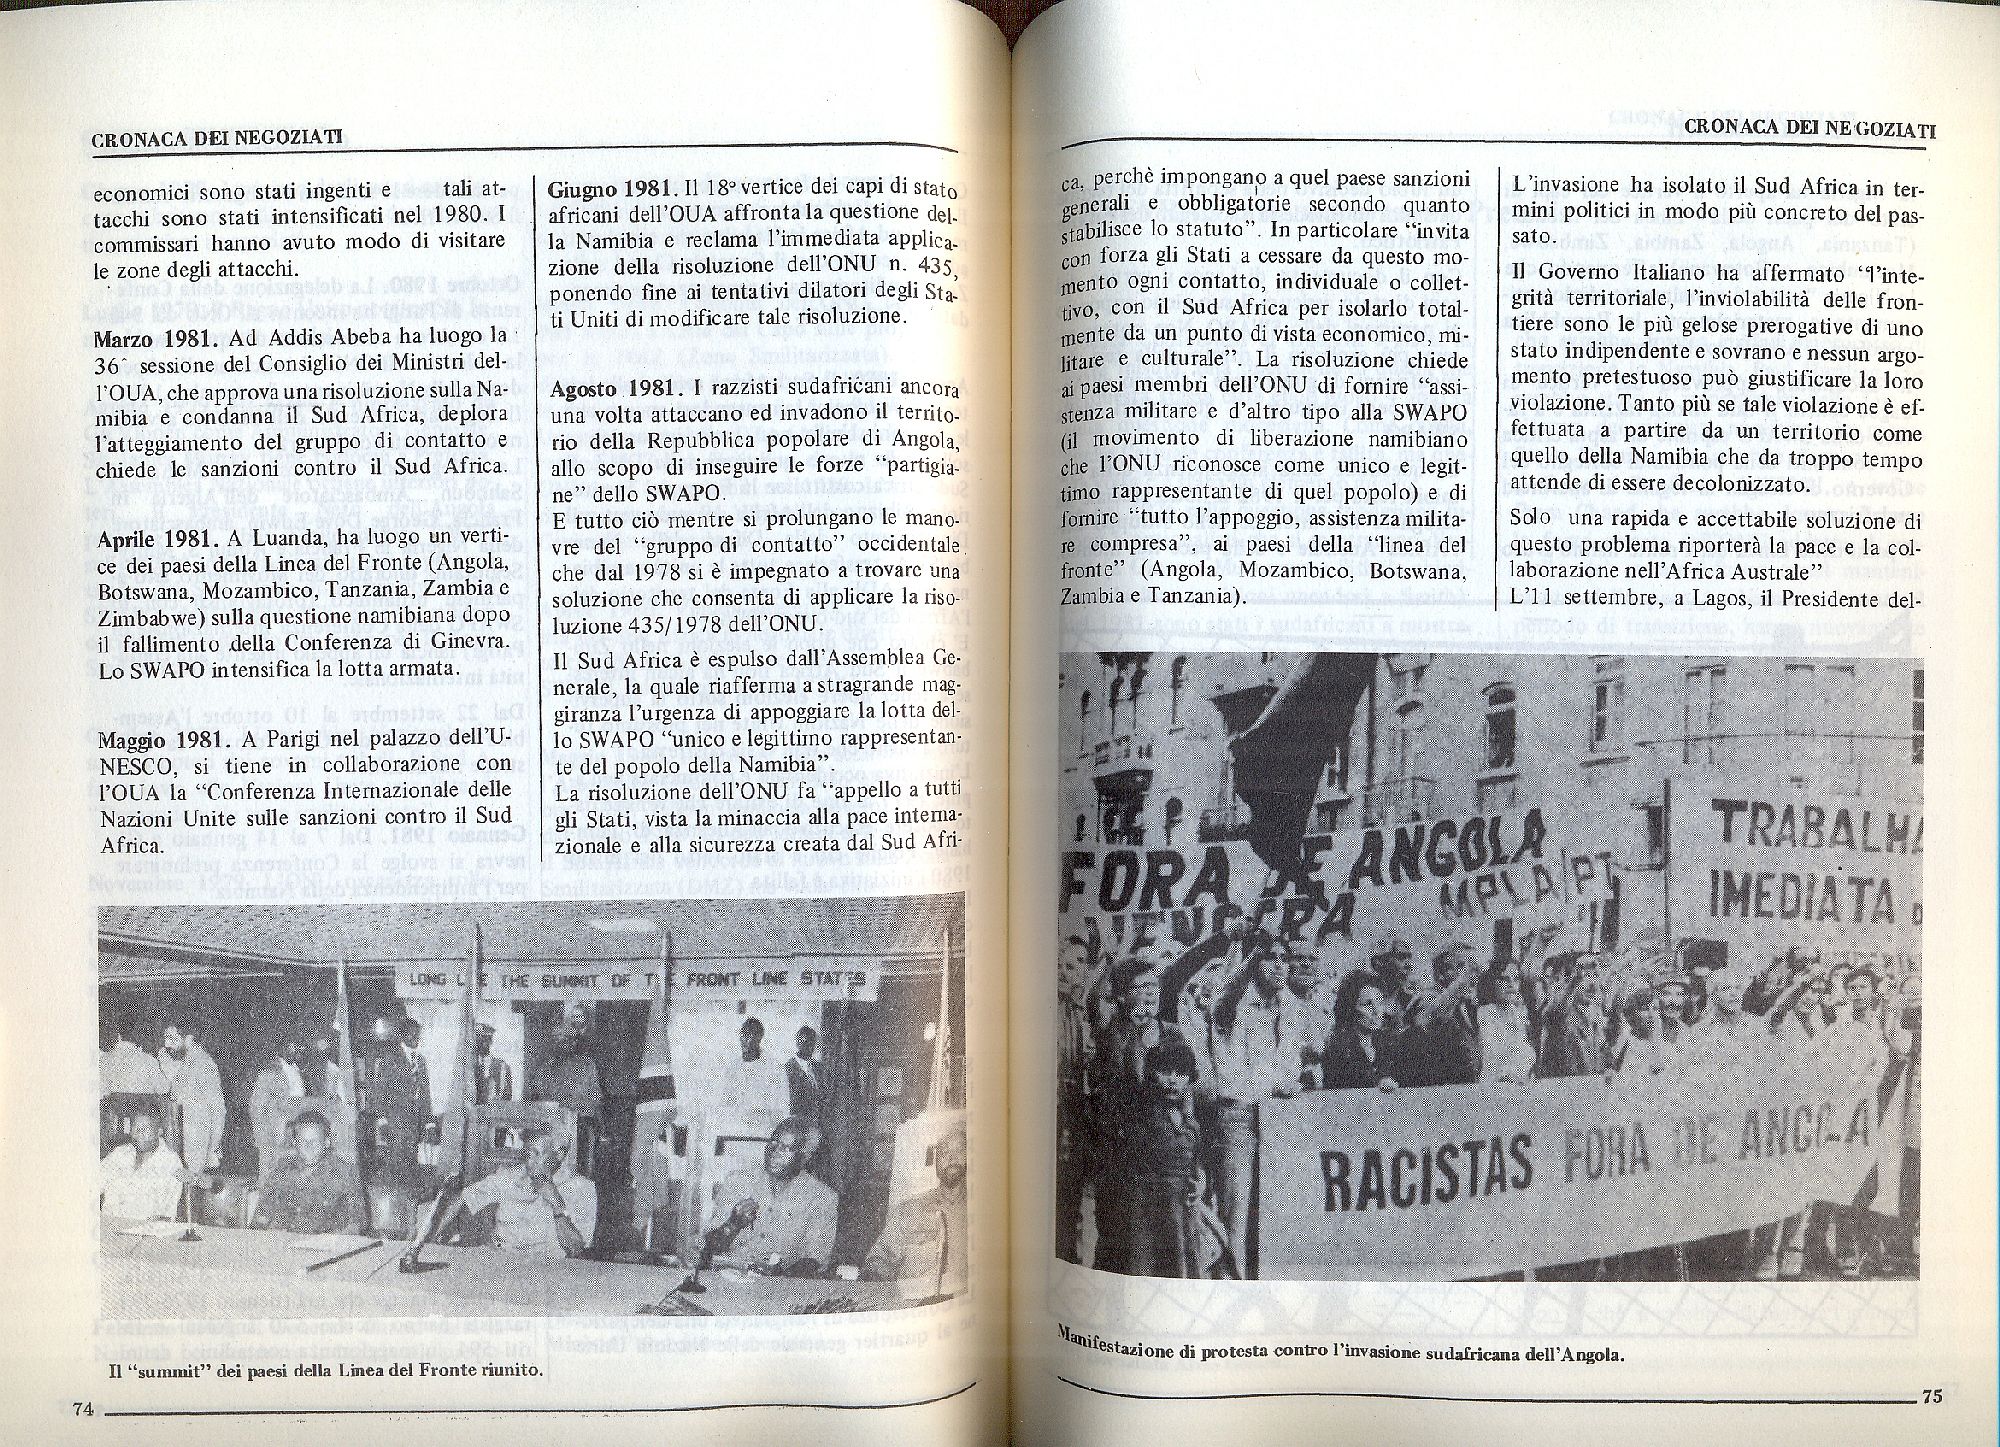 CRONACA DEI NEGOZIATI
economici sono stati ingenti e tali at-
tacchi sono stati intensificati nel 1980. I
commissari hanno avuto modo di visitare
le zone degli attacchi.
Marzo 1981. Ad Addis Abeba ha luogo la
36ˆ sessione del Consiglio dei Ministri del-
l'OUA, che approva una risoluzione sulla Na-
mibia e condanna il Sud Africa, deplora
l'atteggiamento del gruppo di contatto e
chiede le sanzioni contro il Sud Africa.
Aprile 1981. A Luanda, ha luogo un verti-
ce dei paesi della Linea del Fronte (Angola,
Botswana, Mozambico, Tanzania, Zambia e
Zimbabwe) sulla questione namibiana dopo
il fallimento della Conferenza di Ginevra.
Lo SWAPO intensifica la lotta armata.
Maggio 1981. A Parigi nel palazzo dell'U-
NESCO, si tiene in collaborazione con
l'OUA la “Conferenza Internazionale delle
Nazioni Unite sulle sanzioni contro il Sud
Africa.
Giugno 1981. Il 18° vertice dei capi di stato
africani dell'OUA affronta la questione del-
la Namibia e reclama l'immediata applica-
zione della risoluzione dell'ONU n. 435,
ponendo fine ai tentativi dilatori degli Sta-
ti Uniti di modificare tale risoluzione.
Agosto 1981. I razzisti sudafricani ancora
una volta attaccano ed invadono il territo-
rio della Repubblica popolare di Angola,
allo scopo di inseguire le forze “partigia-
ne” dello SWAPO.
E tutto ciò mentre si prolungano le mano-
vre del “gruppo di contatto” occidentale
che dal 1978 si è impegnato a trovare una
soluzione che consenta di applicare la riso-
luzione 435/1978 dell'ONU.
Il Sud Africa è espulso dall'Assemblea Ge-
nerale, la quale riafferma a stragrande mag-
giranza l'urgenza di appoggiare la lotta del-
lo SWAPO “unico e legittimo rappresentan-
te del popolo della Namibia”.
La risoluzione dell'ONU fa “appello a tutti
gli Stati, vista la minaccia alla pace interna-
zionale e alla sicurezza creata dal Sud Afri-
LONG LIVE THE SUMMIT OF THE FRONT LINE STATES
Il “summit” dei paesi della Linea del Fronte riunito.
74
CRONACA DEI NEGOZIATI
ca, perchè impongano a quel paese sanzioni
generali e obbligatorie secondo quanto
stabilisce lo statuto”. In particolare “invita
con forza gli Stati a cessare da questo mo-
mento ogni contatto, individuale o collet-
tivo, con il Sud Africa per isolarlo total-
mente da un punto di vista economico, mi-
litare e culturale”. La risoluzione chiede
ai paesi membri dell'ONU di fornire “assi-
stenza militare e d'altro tipo alla SWAPO
(il movimento di liberazione namibiano
che l'ONU riconosce come unico e legit-
timo rappresentante di quel popolo) e di
fornire “tutto l'appoggio, assistenza milita-
re compresa”, ai paesi della “linea del
fronte” (Angola, Mozambico, Botswana,
Zambia e Tanzania).
L'invasione ha isolato il Sud Africa in ter-
mini politici in modo più concreto del pas-
sato.
Il Governo Italiano ha affermato “l'inte-
grità territoriale, l'inviolabilità delle fron-
tiere sono le più gelose prerogative di uno
stato indipendente e sovrano e nessun argo-
mento pretestuoso può giustificare la loro
violazione. Tanto più se tale violazione è ef-
fettuata a partire da un territorio come
quello della Namibia che da troppo tempo
attende di essere decolonizzato.
Solo una rapida e accettabile soluzione di
questo problema riporterà la pace e la col-
laborazione nell'Africa Australe”
L'11 settembre, a Lagos, il Presidente del-
FORA DE ANGOLA
MPLA/PT
TRABALHA
IMEDIATA
RACISTAS FORA DE ANGOLA
Manifestazione di protesta contro l'invasione sudafricana dell'Angola.
75